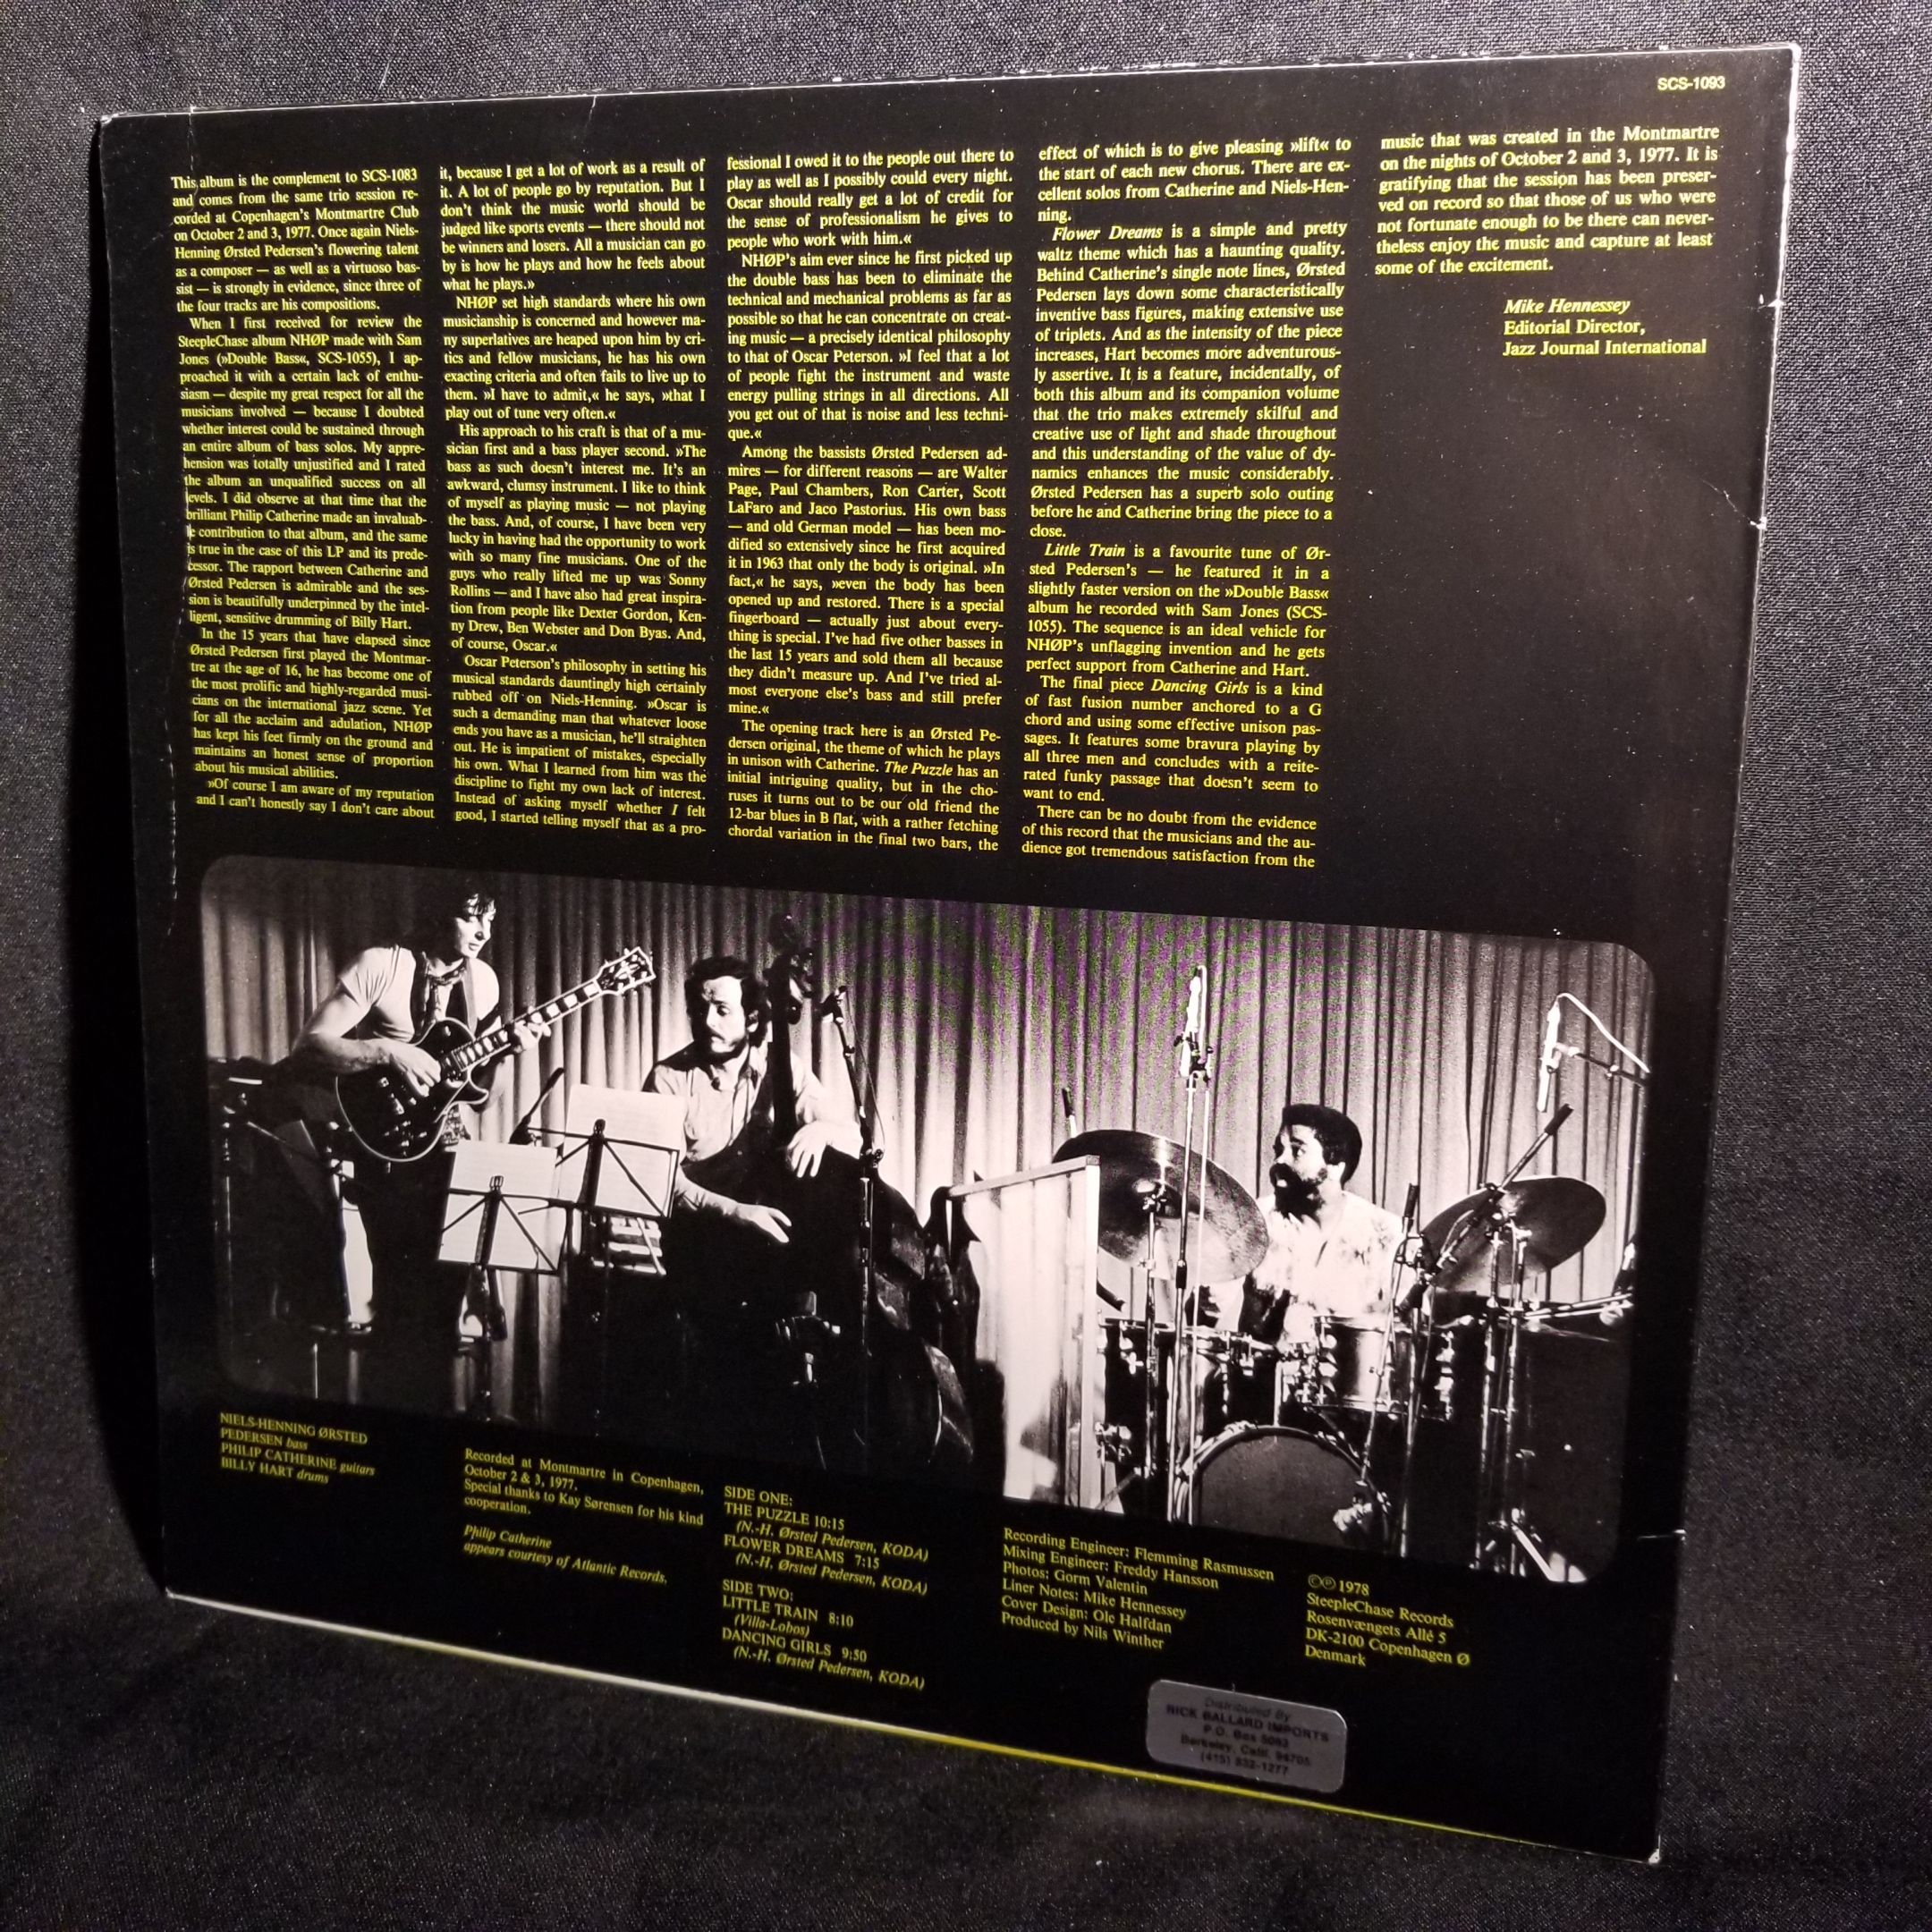 SCS-1093
This album is the complement to SCS-1083
and comes from the same trio session re-
corded at Copenhagen's Montmartre Club
on October 2 and 3, 1977. Once again Niels-
Henning Ørsted Pedersen's flowering talent
as a composer — as well as a virtuoso bas-
sist — is strongly in evidence, since three of
the four tracks are his compositions.
When I first received for review the
SteepleChase album NHØP made with Sam
Jones (»Double Bass«, SCS-1055), I ap-
proached it with a certain lack of enthu-
siasm — despite my great respect for all the
musicians involved — because I doubted
whether interest could be sustained through
an entire album of bass solos. My appre-
hension was totally unjustified and I rated
the album an unqualified success on all
levels. I did observe at that time that the
brilliant Philip Catherine made an invaluab-
le contribution to that album, and the same
is true in the case of this LP and its prede-
cessor. The rapport between Catherine and
Ørsted Pedersen is admirable and the ses-
sion is beautifully underpinned by the intel-
ligent, sensitive drumming of Billy Hart.
In the 15 years that have elapsed since
Ørsted Pedersen first played the Montmar-
tre at the age of 16, he has become one of
the most prolific and highly-regarded musi-
cians on the international jazz scene. Yet
for all the acclaim and adulation, NHØP
has kept his feet firmly on the ground and
maintains an honest sense of proportion
about his musical abilities.
»Of course I am aware of my reputation
and I can't honestly say I don't care about
it, because I get a lot of work as a result of
it. A lot of people go by reputation. But I
don't think the music world should be
judged like sports events — there should not
be winners and losers. All a musician can go
by is how he plays and how he feels about
what he plays.»
NHØP set high standards where his own
musicianship is concerned and however ma-
ny superlatives are heaped upon him by cri-
tics and fellow musicians, he has his own
exacting criteria and often fails to live up to
them. »I have to admit,« he says, »that I
play out of tune very often.«
His approach to his craft is that of a mu-
sician first and a bass player second. »The
bass as such doesn't interest me. It's an
awkward, clumsy instrument. I like to think
of myself as playing music — not playing
the bass. And, of course, I have been very
lucky in having had the opportunity to work
with so many fine musicians. One of the
guys who really lifted me up was Sonny
Rollins — and I have also had great inspira-
tion from people like Dexter Gordon, Ken-
ny Drew, Ben Webster and Don Byas. And,
of course, Oscar.«
Oscar Peterson's philosophy in setting his
musical standards dauntingly high certainly
rubbed off on Niels-Henning. »Oscar is
such a demanding man that whatever loose
ends you have as a musician, he'll straighten
out. He is impatient of mistakes, especially
his own. What I learned from him was the
discipline to fight my own lack of interest.
Instead of asking myself whether I felt
good, I started telling myself that as a pro-
fessional I owed it to the people out there to
play as well as I possibly could every night.
Oscar should really get a lot of credit for
the sense of professionalism he gives to
people who work with him.«
NHØP's aim ever since he first picked up
the double bass has been to eliminate the
technical and mechanical problems as far as
possible so that he can concentrate on creat-
ing music — a precisely identical philosophy
to that of Oscar Peterson. »I feel that a lot
of people fight the instrument and waste
energy pulling strings in all directions. All
you get out of that is noise and less techni-
que.«
Among the bassists Ørsted Pedersen ad-
mires — for different reasons — are Walter
Page, Paul Chambers, Ron Carter, Scott
LaFaro and Jaco Pastorius. His own bass
— and old German model — has been mo-
dified so extensively since he first acquired
it in 1963 that only the body is original. »In
fact,« he says, »even the body has been
opened up and restored. There is a special
fingerboard — actually just about every-
thing is special. I've had five other basses in
the last 15 years and sold them all because
they didn't measure up. And I've tried al-
most everyone else's bass and still prefer
mine.«
The opening track here is an Ørsted Pe-
dersen original, the theme of which he plays
in unison with Catherine. The Puzzle has an
initial intriguing quality, but in the cho-
ruses it turns out to be our old friend the
12-bar blues in B flat, with a rather fetching
chordal variation in the final two bars, the
effect of which is to give pleasing »lift« to
the start of each new chorus. There are ex-
cellent solos from Catherine and Niels-Hen-
ning.
Flower Dreams is a simple and pretty
waltz theme which has a haunting quality.
Behind Catherine's single note lines, Ørsted
Pedersen lays down some characteristically
inventive bass figures, making extensive use
of triplets. And as the intensity of the piece
increases, Hart becomes more adventurous-
ly assertive. It is a feature, incidentally, of
both this album and its companion volume
that the trio makes extremely skilful and
creative use of light and shade throughout
and this understanding of the value of dy-
namics enhances the music considerably.
Ørsted Pedersen has a superb solo outing
before he and Catherine bring the piece to a
close.
Little Train is a favourite tune of Ør-
sted Pedersen's — he featured it in a
slightly faster version on the »Double Bass«
album he recorded with Sam Jones (SCS-
1055). The sequence is an ideal vehicle for
NHØP's unflagging invention and he gets
perfect support from Catherine and Hart.
The final piece Dancing Girls is a kind
of fast fusion number anchored to a G
chord and using some effective unison pas-
sages. It features some bravura playing by
all three men and concludes with a reite-
rated funky passage that doesn't seem to
want to end.
There can be no doubt from the evidence
of this record that the musicians and the au-
dience got tremendous satisfaction from the
music that was created in the Montmartre
on the nights of October 2 and 3, 1977. It is
gratifying that the session has been preser-
ved on record so that those of us who were
not fortunate enough to be there can never-
theless enjoy the music and capture at least
some of the excitement.
Mike Hennessey
Editorial Director,
Jazz Journal International
NIELS-HENNING ØRSTED
PEDERSEN bass
PHILIP CATHERINE guitars
BILLY HART drums
Recorded at Montmartre in Copenhagen,
October 2 & 3, 1977.
Special thanks to Kay Sørensen for his kind
cooperation.
Philip Catherine
appears courtesy of Atlantic Records.
SIDE ONE:
THE PUZZLE 10:15
(N.-H. Ørsted Pedersen, KODA)
FLOWER DREAMS 7:15
(N.-H, Ørsted Pedersen, KODA)
SIDE TWO:
LITTLE TRAIN 8:10
(Villa-Lobos)
DANCING GIRLS 9:50
(N.-H. Ørsted Pedersen, KODA)
Recording Engineer: Flemming Rasmussen
Mixing Engineer: Freddy Hansson
Photos: Gorm Valentin
Liner Notes: Mike Hennessey
Cover Design: Ole Halfdan
Produced by Nils Winther
©℗ 1978
SteepleChase Records
Rosenvængets Allé 5
DK-2100 Copenhagen Ø
Denmark
Distributed By
NICK BALLARD IMPORTS
P.O. Box 5063
Berkeley, Calif. 94705
(415) 832-1277